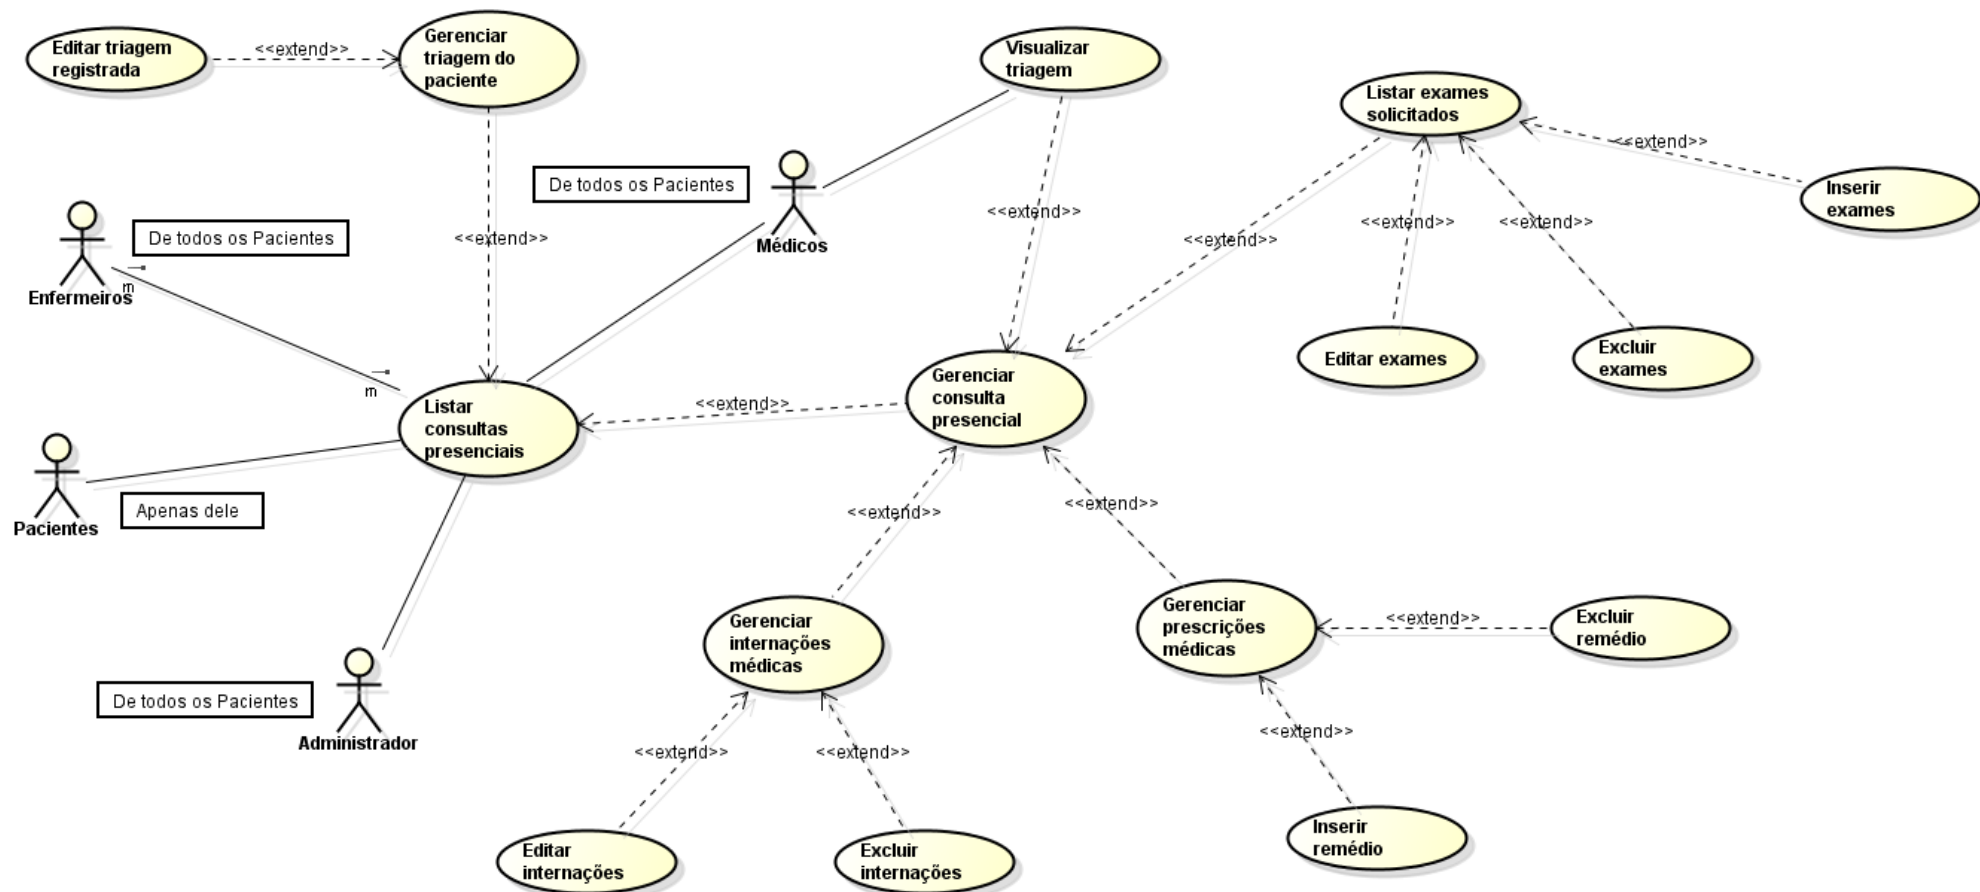 Editar triagem
registrada
<<extend>>
Gerenciar
triagem do
paciente
Visualizar
triagem
Listar exames
solicitados
<<extend>>
Inserir
exames
De todos os Pacientes
Médicos
De todos os Pacientes
Enfermeiros
m
<<extend>>
<<extend>>
<<extend>>
<<extend>>
<<extend>>
Editar exames
Excluir
exames
m
Listar
consultas
presenciais
<<extend>>
Gerenciar
consulta
presencial
Pacientes
Apenas dele
<<extend>>
<<extend>>
Gerenciar
internações
médicas
Gerenciar
prescrições
médicas
<<extend>>
Excluir
remédio
De todos os Pacientes
Administrador
<<extend>>
<<extend>>
<<extend>>
Editar
internações
Excluir
internações
Inserir
remédio